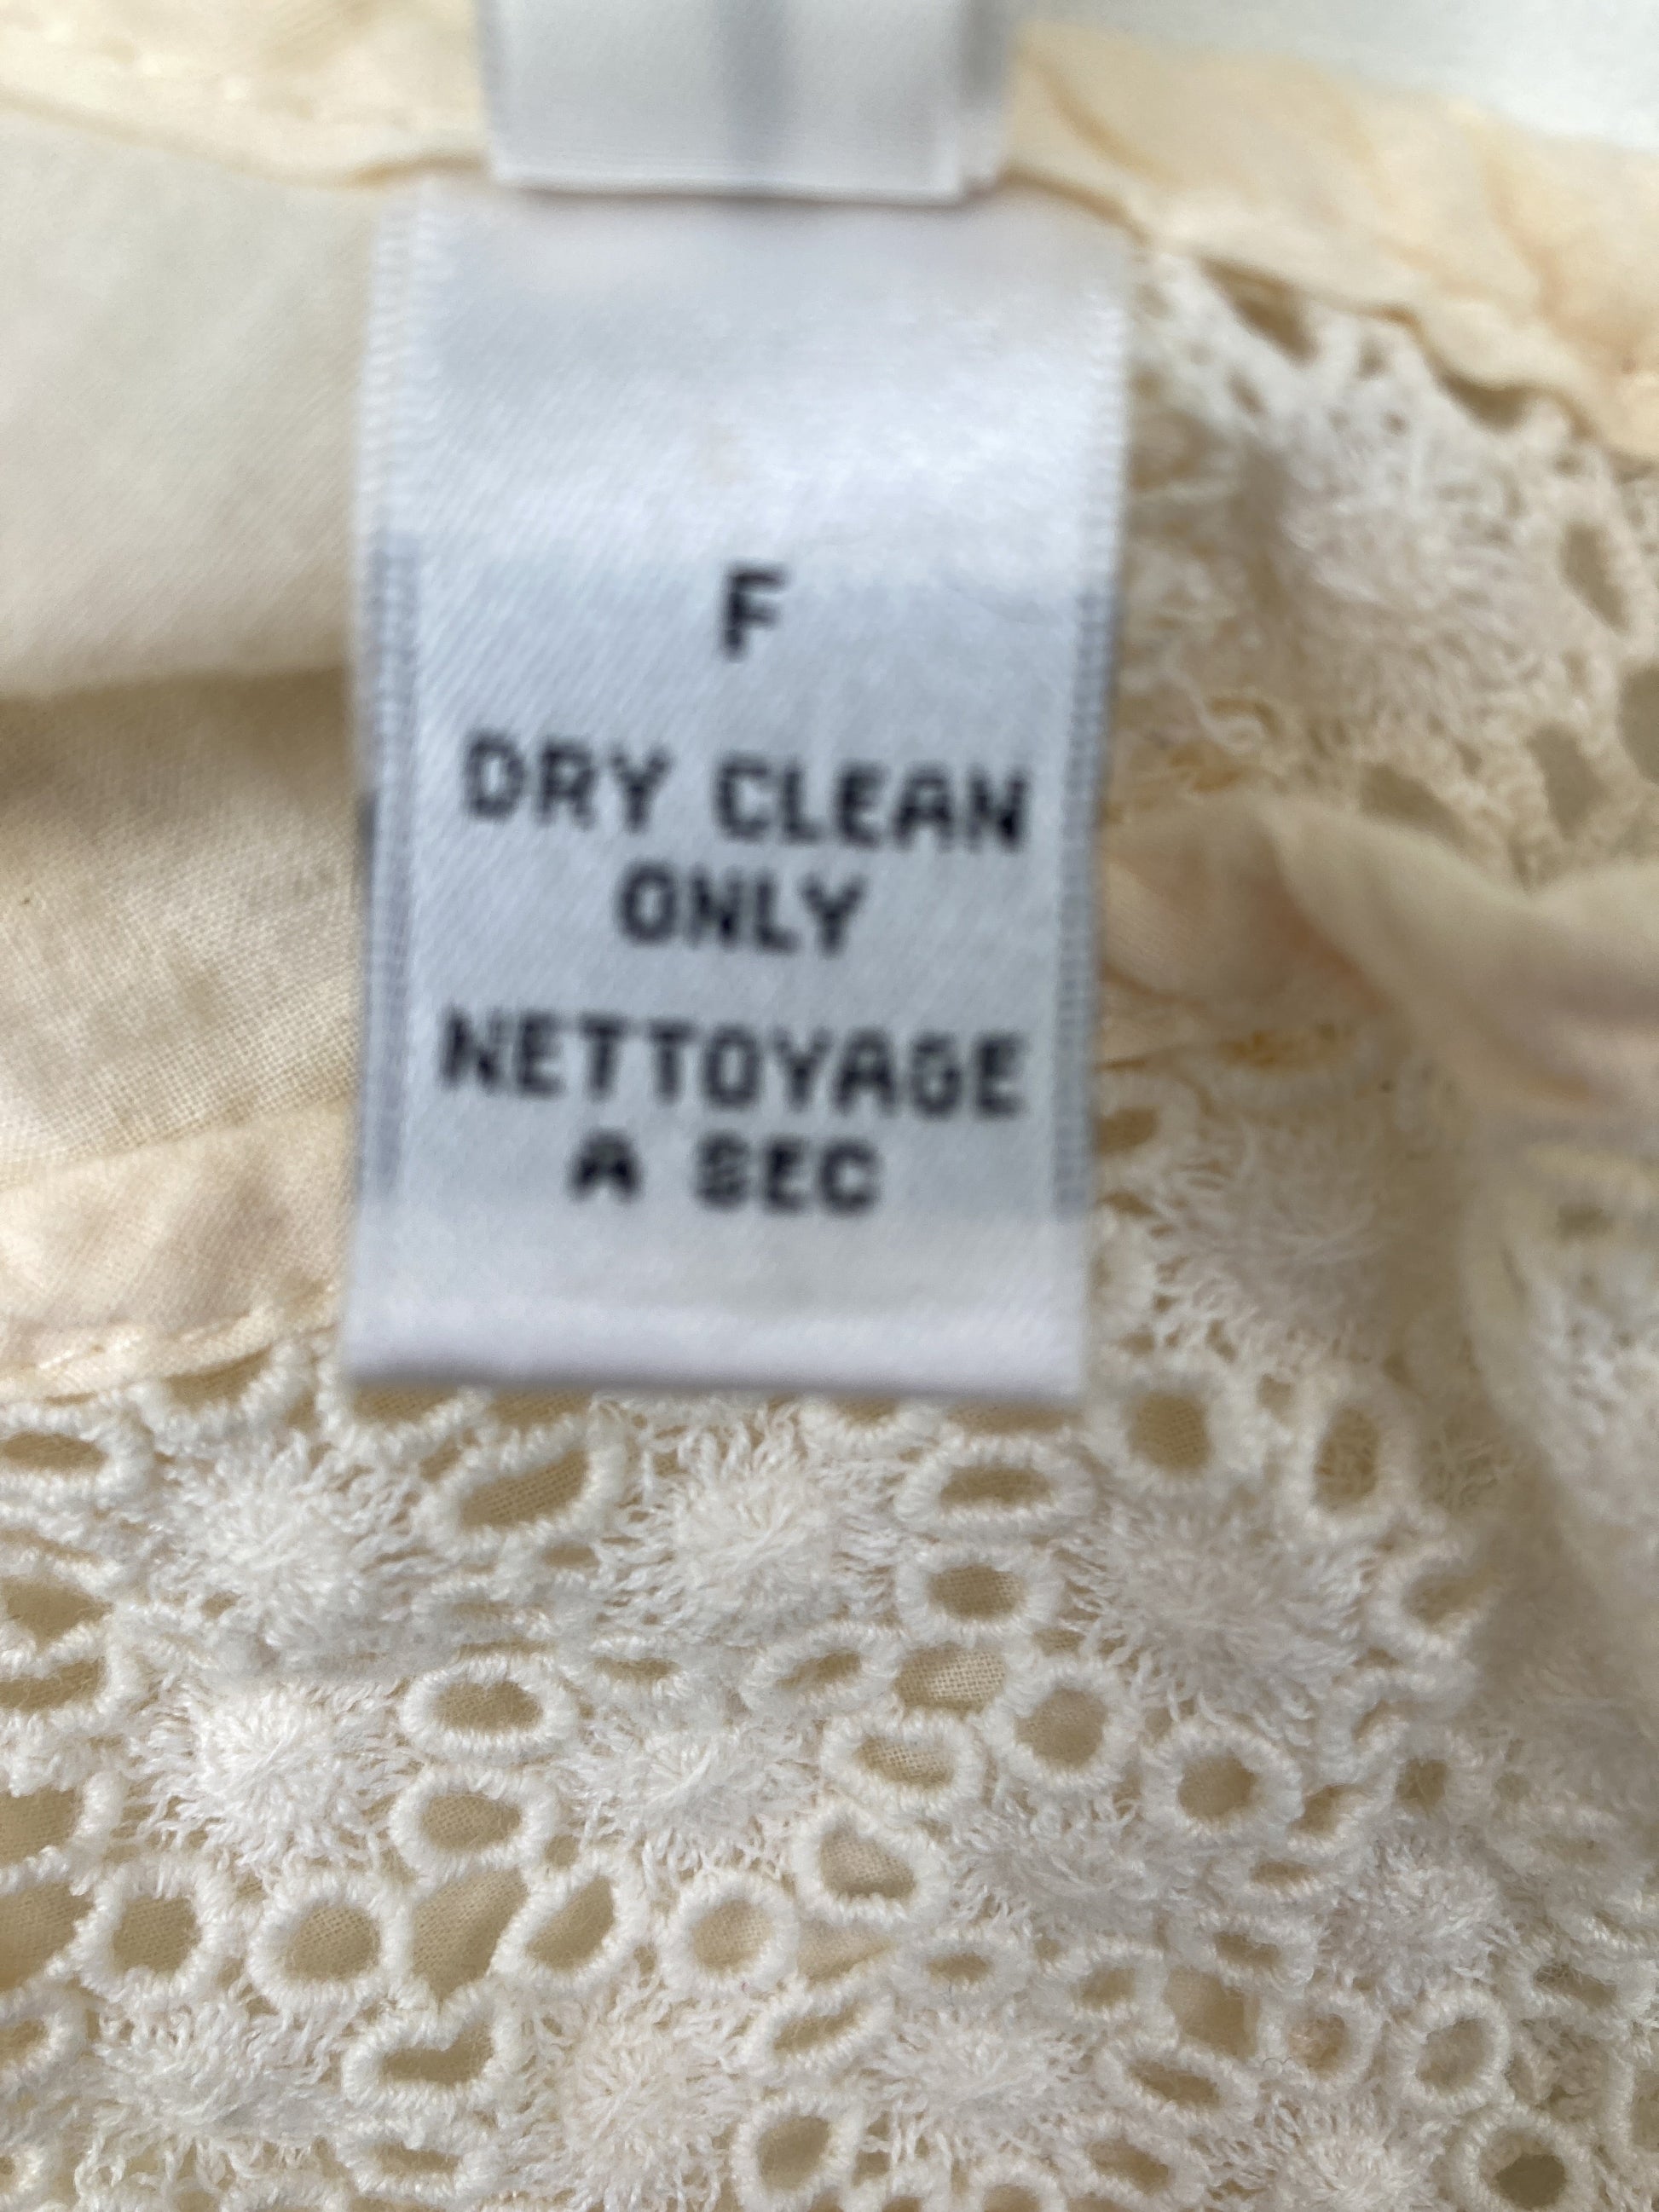 F
DRY CLEAN
ONLY
NETTOYAGE
A SEC